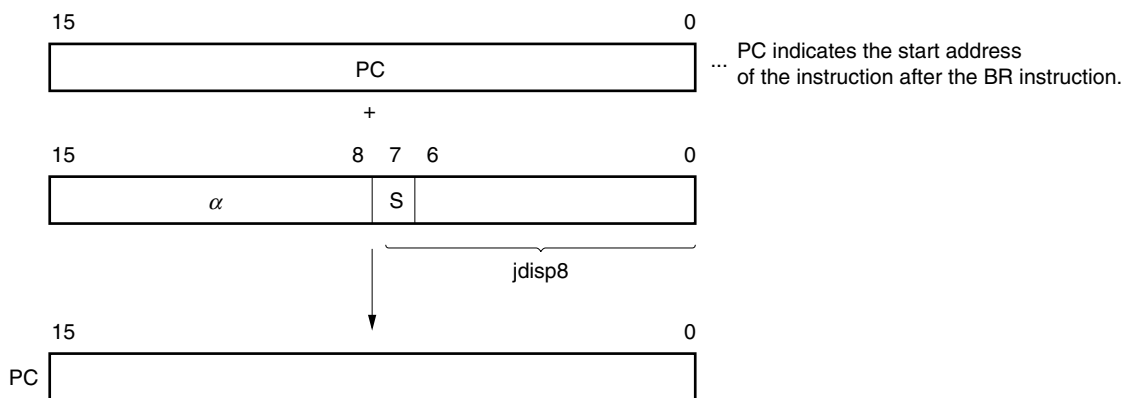 15 0
PC
... PC indicates the start address
of the instruction after the BR instruction.
+
15 8 7 6 0
α S
jdisp8
15 0
PC